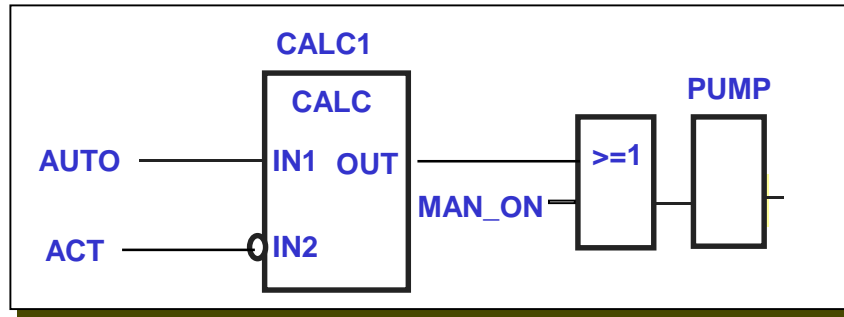 CALC1
CALC
PUMP
AUTO
IN1
OUT
>=1
MAN_ON
ACT
IN2